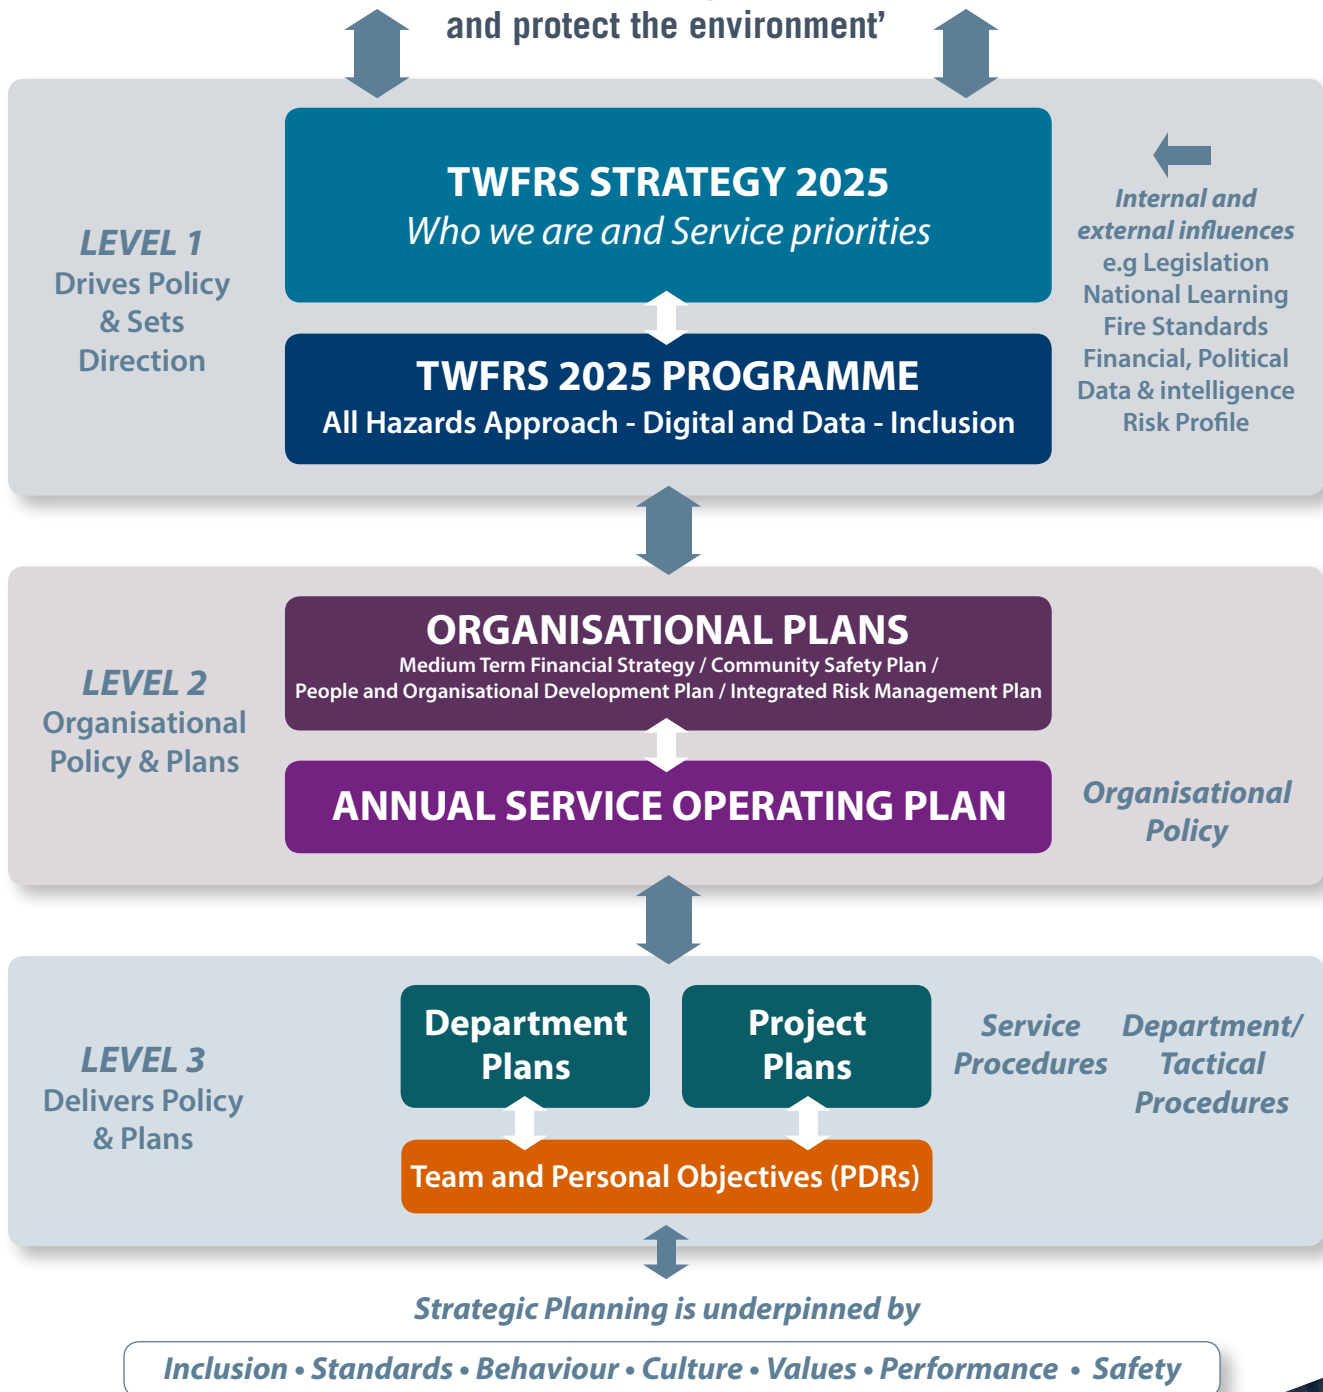 and protect the environment’
LEVEL 1
Drives Policy
& Sets
Direction
TWFRS STRATEGY 2025
Who we are and Service priorities
TWFRS 2025 PROGRAMME
All Hazards Approach - Digital and Data - Inclusion
Internal and
external influences
e.g Legislation
National Learning
Fire Standards
Financial, Political
Data & intelligence
Risk Profile
LEVEL 2
Organisational
Policy & Plans
ORGANISATIONAL PLANS
Medium Term Financial Strategy / Community Safety Plan /
People and Organisational Development Plan / Integrated Risk Management Plan
ANNUAL SERVICE OPERATING PLAN
Organisational
Policy
LEVEL 3
Delivers Policy
& Plans
Department
Plans
Project
Plans
Team and Personal Objectives (PDRs)
Service
Procedures
Department/
Tactical
Procedures
Strategic Planning is underpinned by
Inclusion • Standards • Behaviour • Culture • Values • Performance • Safety